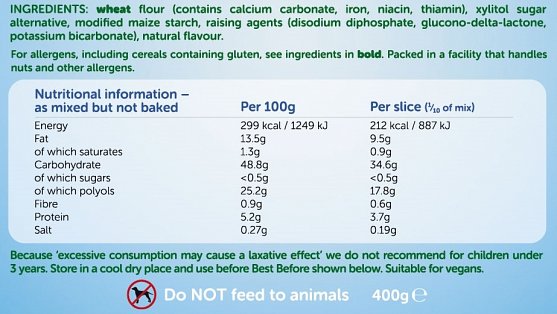 INGREDIENTS: wheat flour (contains calcium carbonate, iron, niacin, thiamin), xylitol sugar
alternative, modified maize starch, raising agents (disodium diphosphate, glucono-delta-lactone,
potassium bicarbonate), natural flavour.
For allergens, including cereals containing gluten, see ingredients in bold. Packed in a facility that handles
nuts and other allergens.
Nutritional information –
as mixed but not baked Per 100g Per slice (1/10 of mix)
Energy 299 kcal / 1249 kJ 212 kcal / 887 kJ
Fat 13.5g 9.5g
of which saturates 1.3g 0.9g
Carbohydrate 48.8g 34.6g
of which sugars <0.5g <0.5g
of which polyols 25.2g 17.8g
Fibre 0.9g 0.6g
Protein 5.2g 3.7g
Salt 0.27g 0.19g
Because 'excessive consumption may cause a laxative effect' we do not recommend for children under
3 years. Store in a cool dry place and use before Best Before shown below. Suitable for vegans.
Do NOT feed to animals 400g ℮